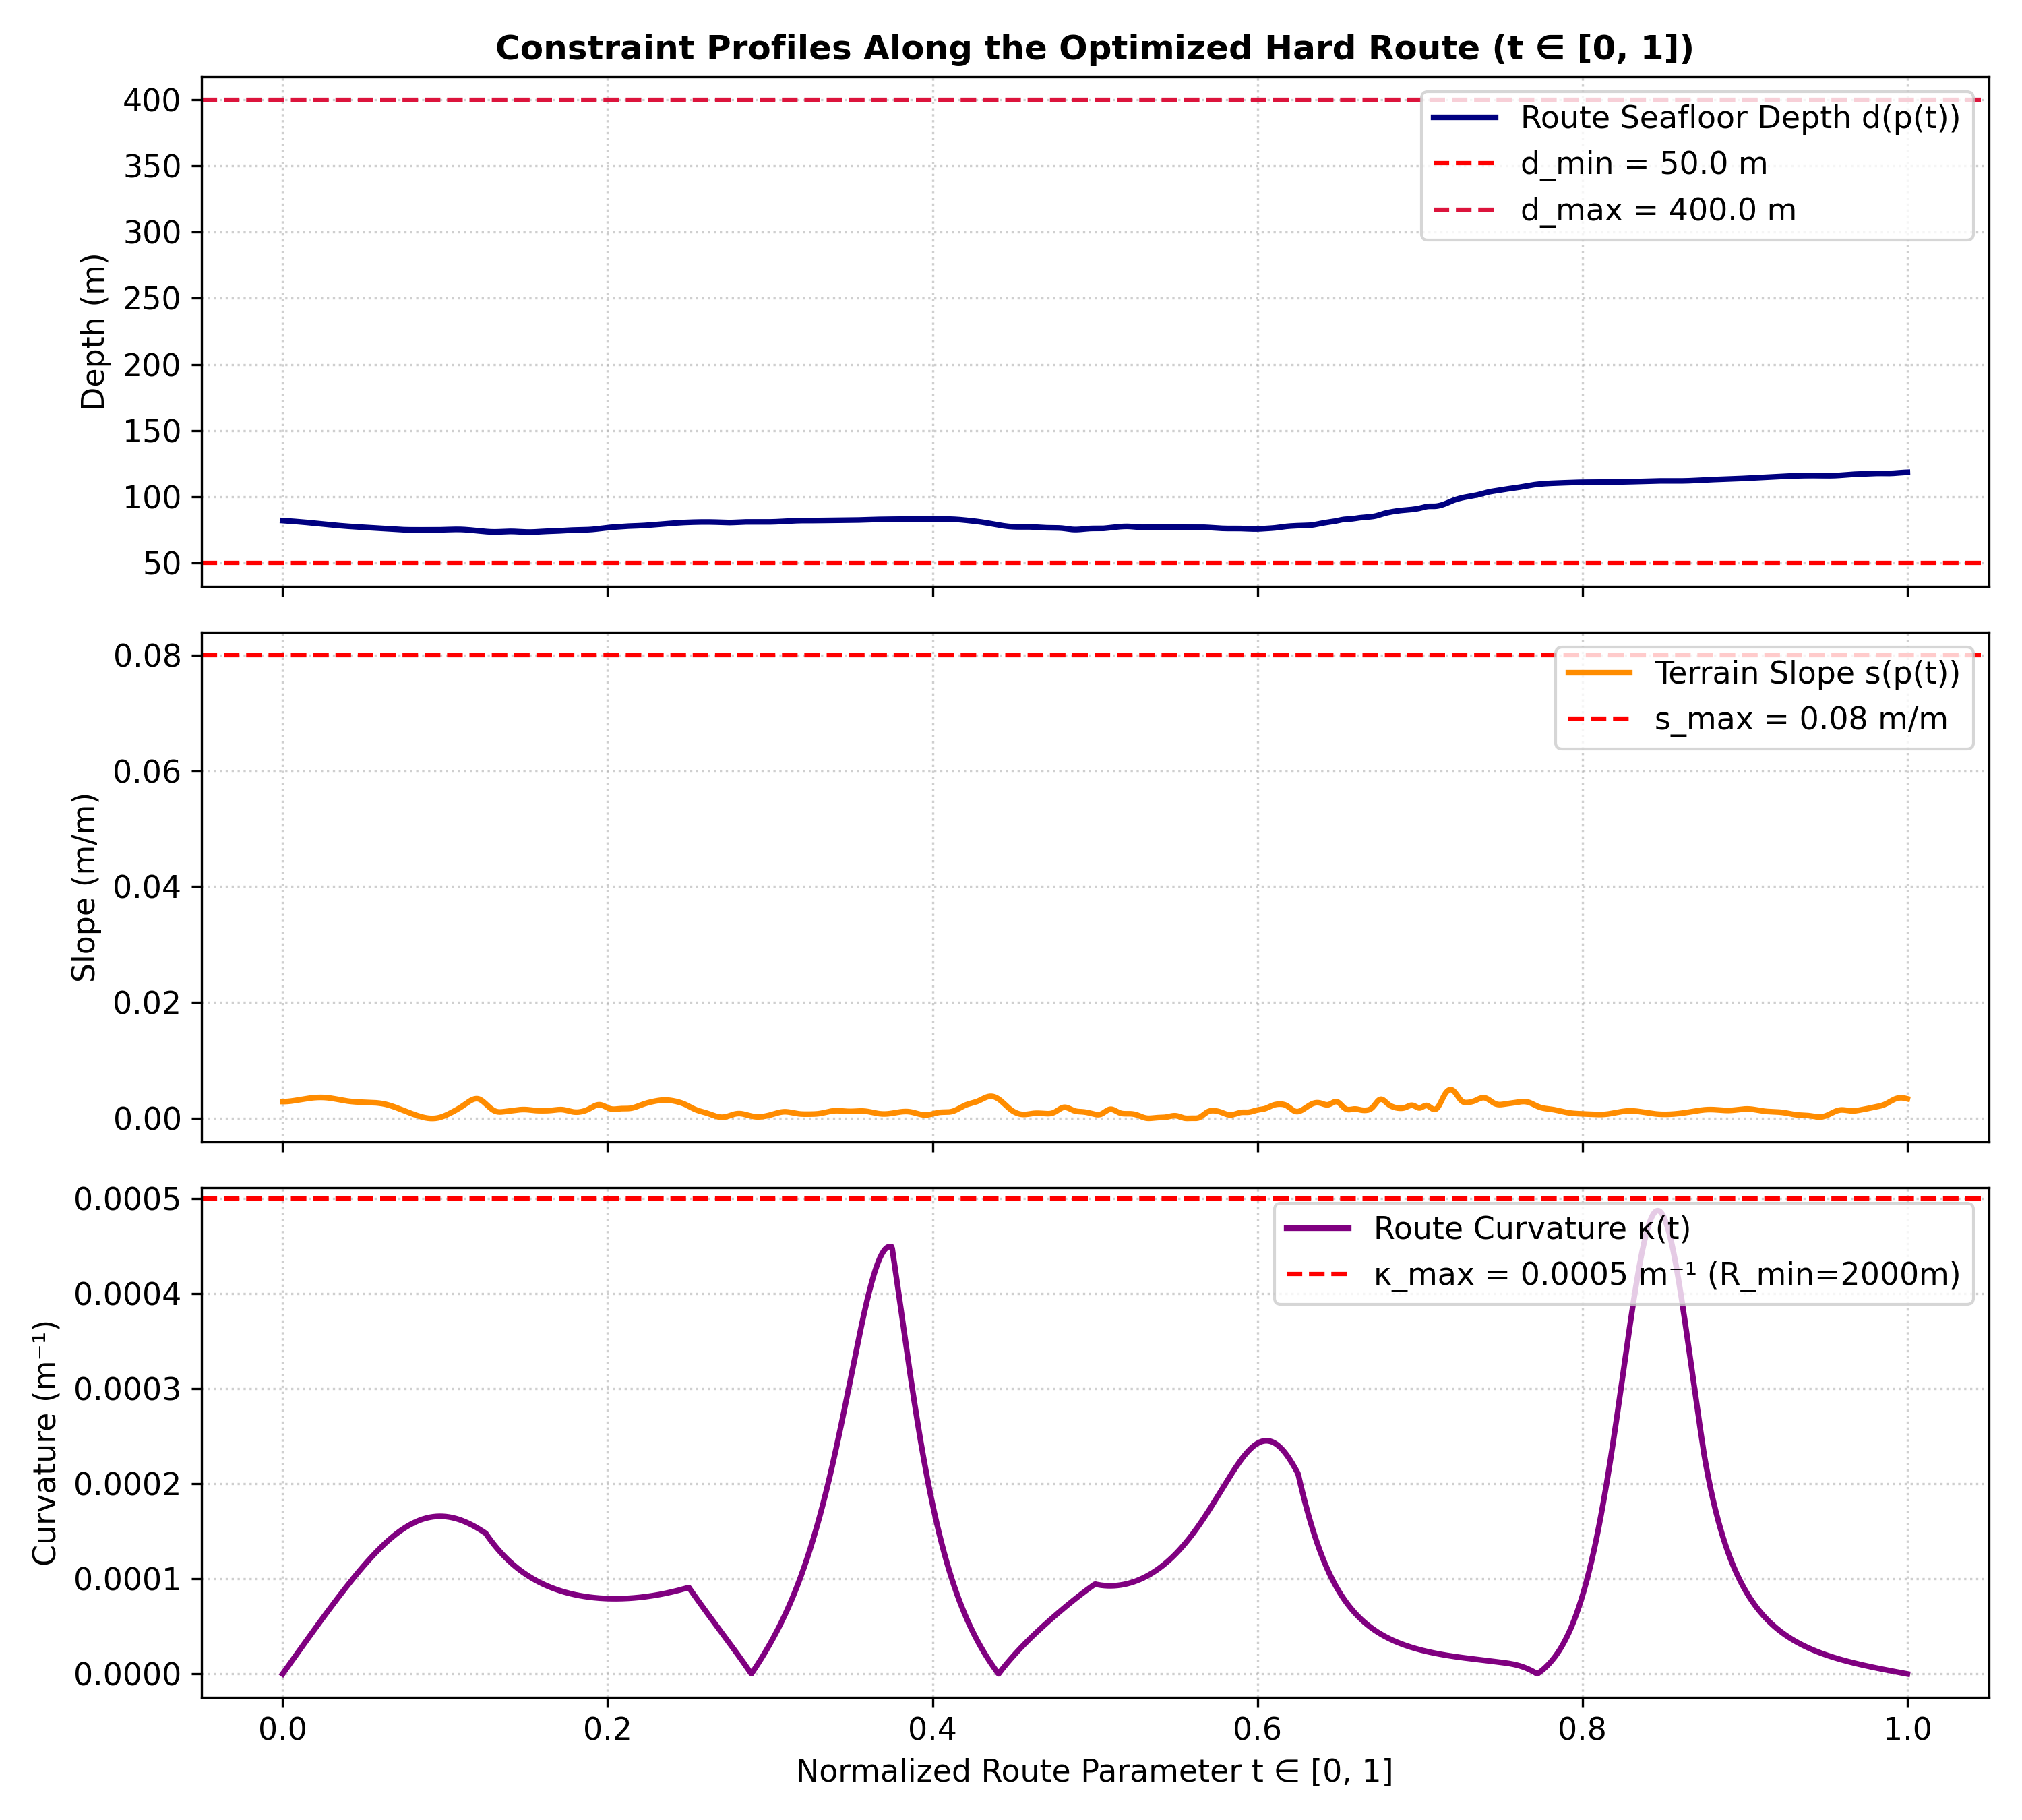 Constraint Profiles Along the Optimized Hard Route (t ∈ [0, 1])
400
350
300
250
200
150
100
50
Depth (m)
Route Seafloor Depth d(p(t))
d_min = 50.0 m
d_max = 400.0 m
0.08
0.06
0.04
0.02
0.00
Slope (m/m)
Terrain Slope s(p(t))
s_max = 0.08 m/m
0.0005
0.0004
0.0003
0.0002
0.0001
0.0000
Curvature (m⁻¹)
Route Curvature κ(t)
κ_max = 0.0005 m⁻¹ (R_min=2000m)
0.0 0.2 0.4 0.6 0.8 1.0
Normalized Route Parameter t ∈ [0, 1]